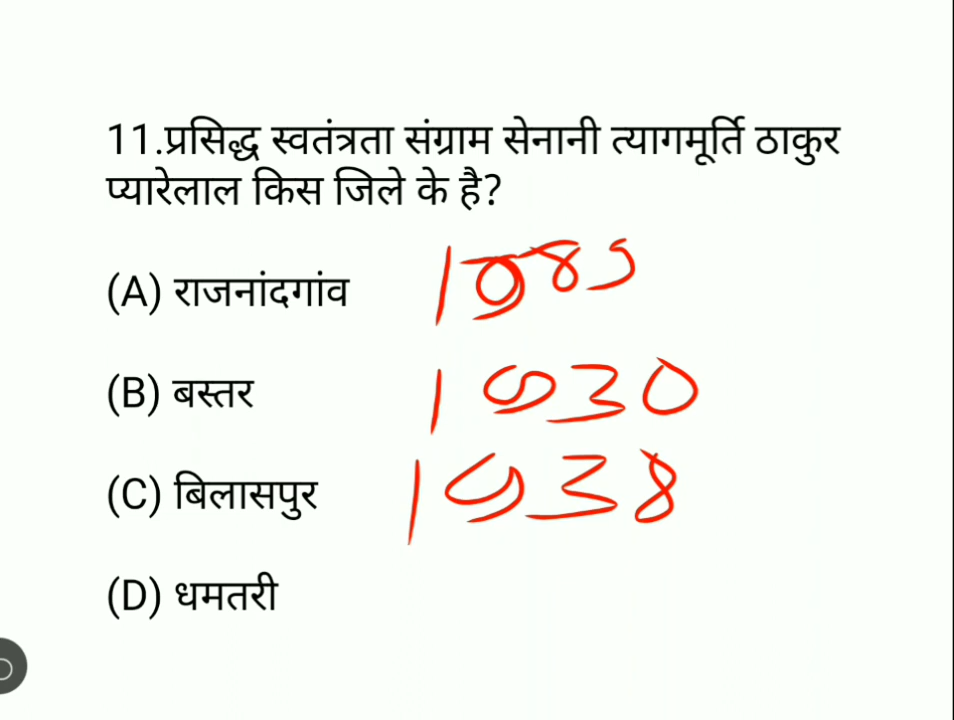 11.प्रसिद्ध स्वतंत्रता संग्राम सेनानी त्यागमूर्ति ठाकुर
प्यारेलाल किस जिले के है?
(A) राजनांदगांव
(B) बस्तर
1930
(C) बिलासपुर
1938
(D) धमतरी